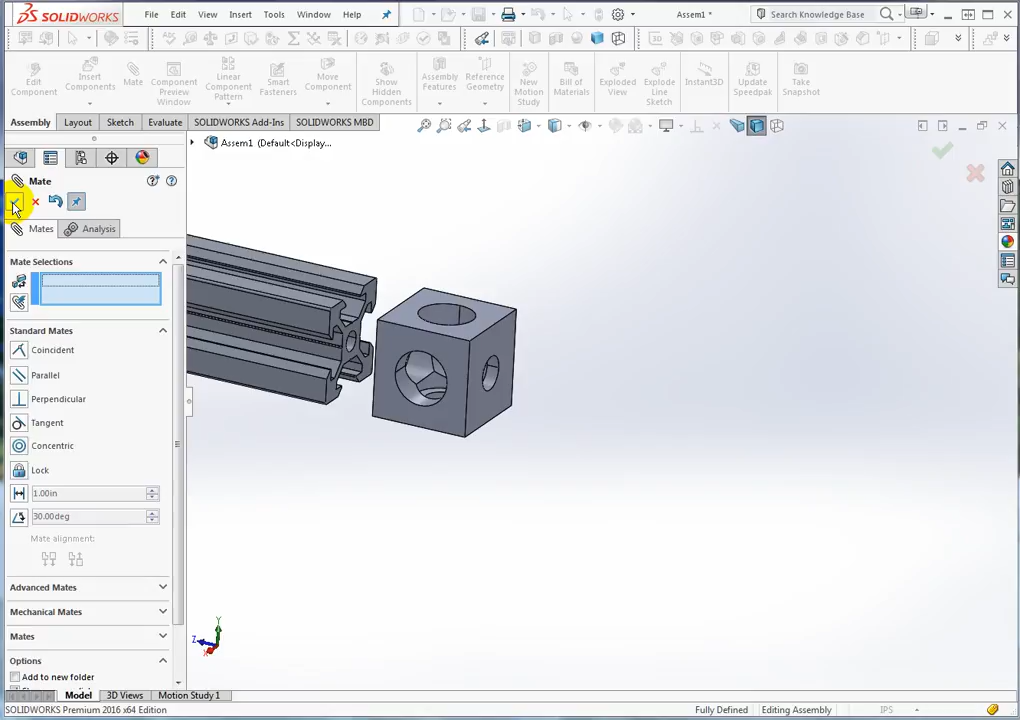 SOLIDWORKS File Edit View Insert Tools Window Help Assem1 * Search Knowledge Base
Edit Component Insert Components Mate Component Preview Window Linear Component Pattern Smart Fasteners Move Component Show Hidden Components Assembly Features Reference Geometry New Motion Study Bill of Materials Exploded View Explode Line Sketch Instant3D Update Speedpak Take Snapshot
Assembly Layout Sketch Evaluate SOLIDWORKS Add-Ins SOLIDWORKS MBD
Assem1 (Default<Display...
Mate
Mates Analysis
Mate Selections
Standard Mates
Coincident
Parallel
Perpendicular
Tangent
Concentric
Lock
1.00in
30.00deg
Mate alignment:
Advanced Mates
Mechanical Mates
Mates
Options
Add to new folder
Y
Z
X
Model 3D Views Motion Study 1
SOLIDWORKS Premium 2016 x64 Edition Fully Defined Editing Assembly IPS